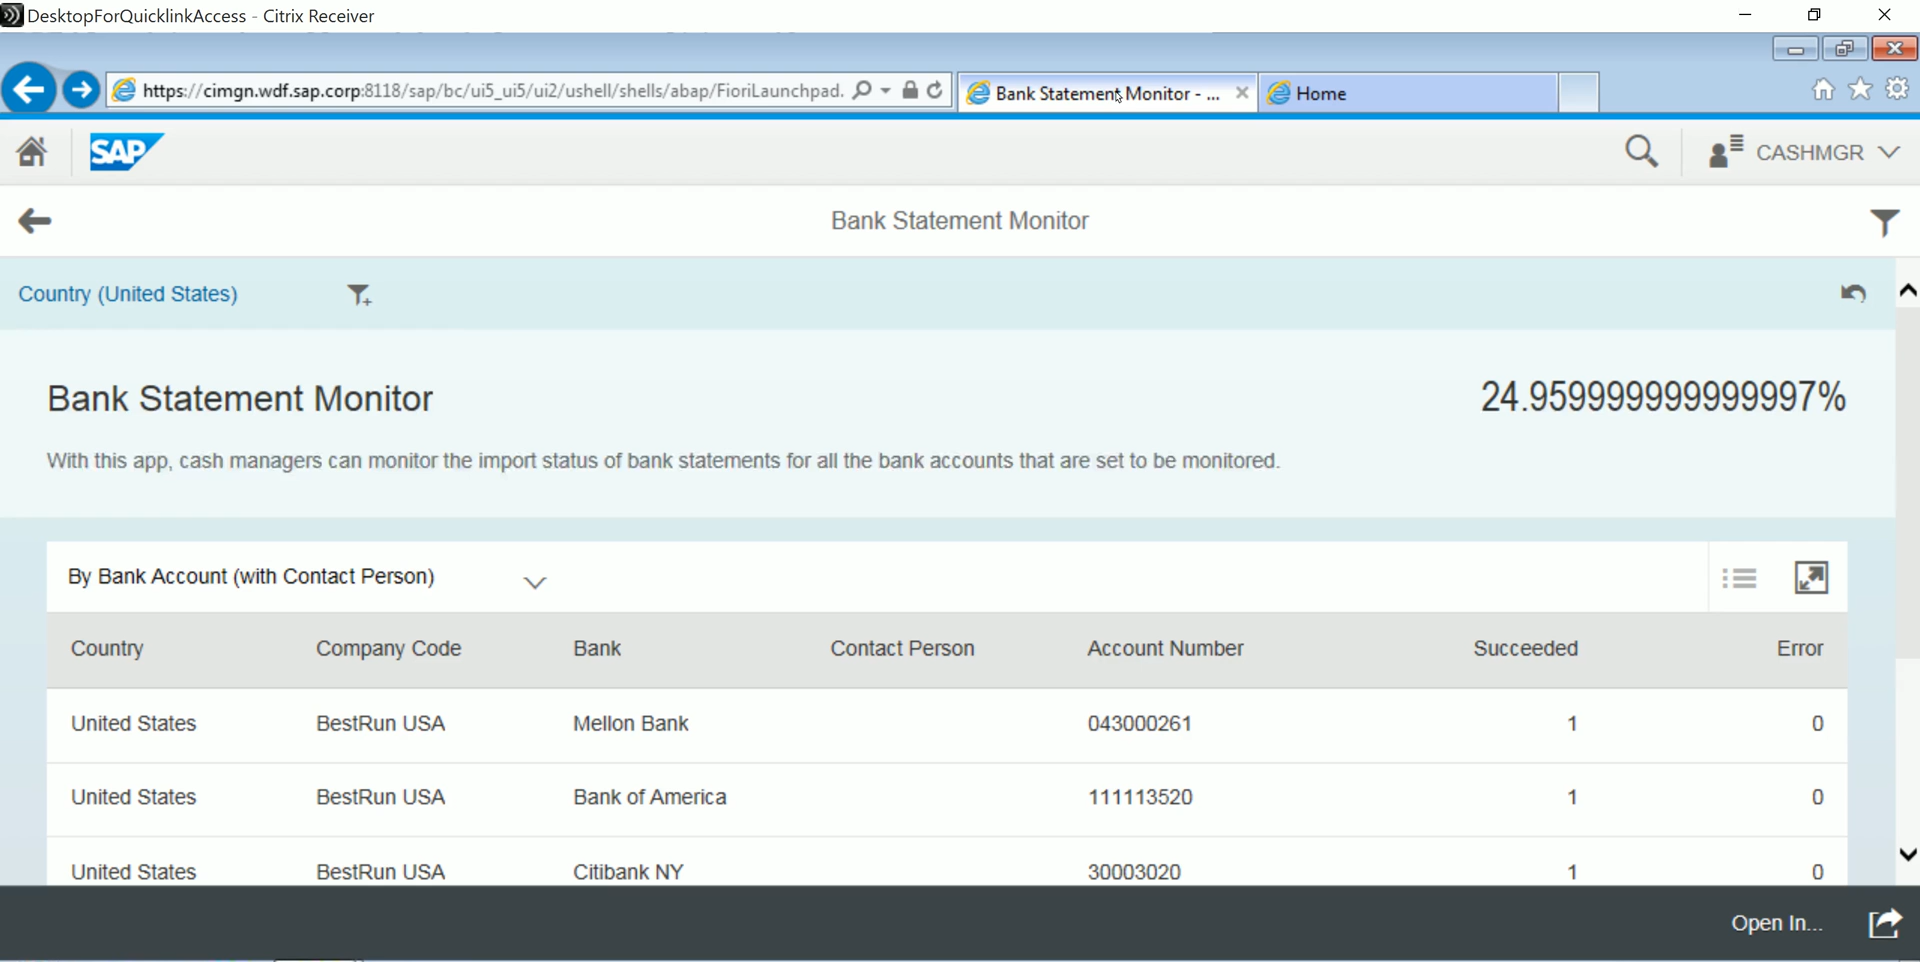 DesktopForQuicklinkAccess - Citrix Receiver
https://cimgn.wdf.sap.corp:8118/sap/bc/ui5_ui5/ui2/ushell/shells/abap/FioriLaunchpad.
Bank Statement Monitor - ...
Home
SAP
CASHMGR
Bank Statement Monitor
Country (United States)
Bank Statement Monitor
24.959999999999997%
With this app, cash managers can monitor the import status of bank statements for all the bank accounts that are set to be monitored.
By Bank Account (with Contact Person)
Country Company Code Bank Contact Person Account Number Succeeded Error
United States BestRun USA Mellon Bank 043000261 1 0
United States BestRun USA Bank of America 111113520 1 0
United States BestRun USA Citibank NY 30003020 1 0
Open In...